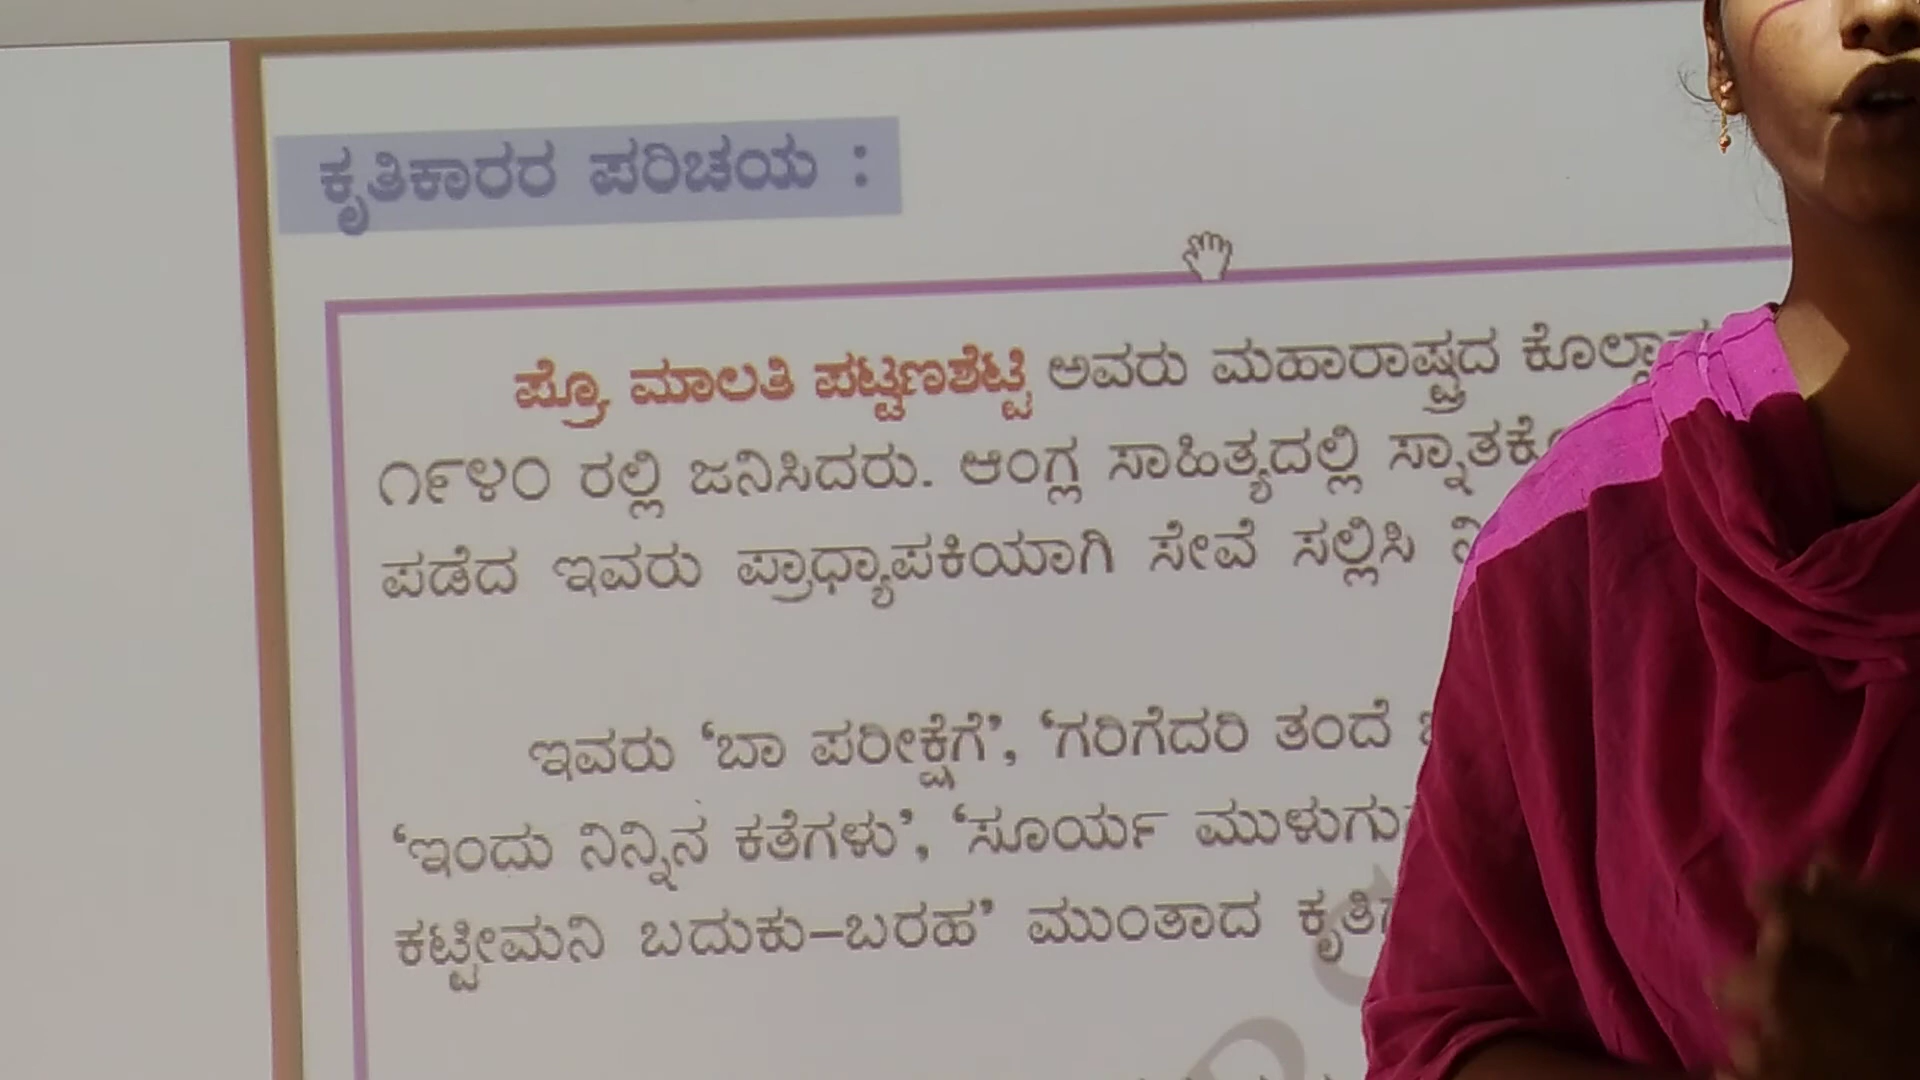 ಕೃತಿಕಾರರ ಪರಿಚಯ :
ಪ್ರೊ ಮಾಲತಿ ಪಟ್ಟಣಶೆಟ್ಟಿ ಅವರು ಮಹಾರಾಷ್ಟ್ರದ
೧೯೪೦ ರಲ್ಲಿ ಜನಿಸಿದರು. ಆಂಗ್ಲ ಸಾಹಿತ್ಯದಲ್ಲಿ
ಪಡೆದ ಇವರು ಪ್ರಾಧ್ಯಾಪಕಿಯಾಗಿ ಸೇವೆ ಸಲ್ಲಿಸಿ
ಇವರು ‘ಬಾ ಪರೀಕ್ಷೆಗೆ’, ‘ಗರಿಗೆದರಿ ತಂದೆ
‘ಇಂದು ನಿನ್ನಿನ ಕತೆಗಳು’, ‘ಸೂರ್ಯ
ಕಟ್ಟೀಮನಿ ಬದುಕು–ಬರಹ’ ಮುಂತಾದ